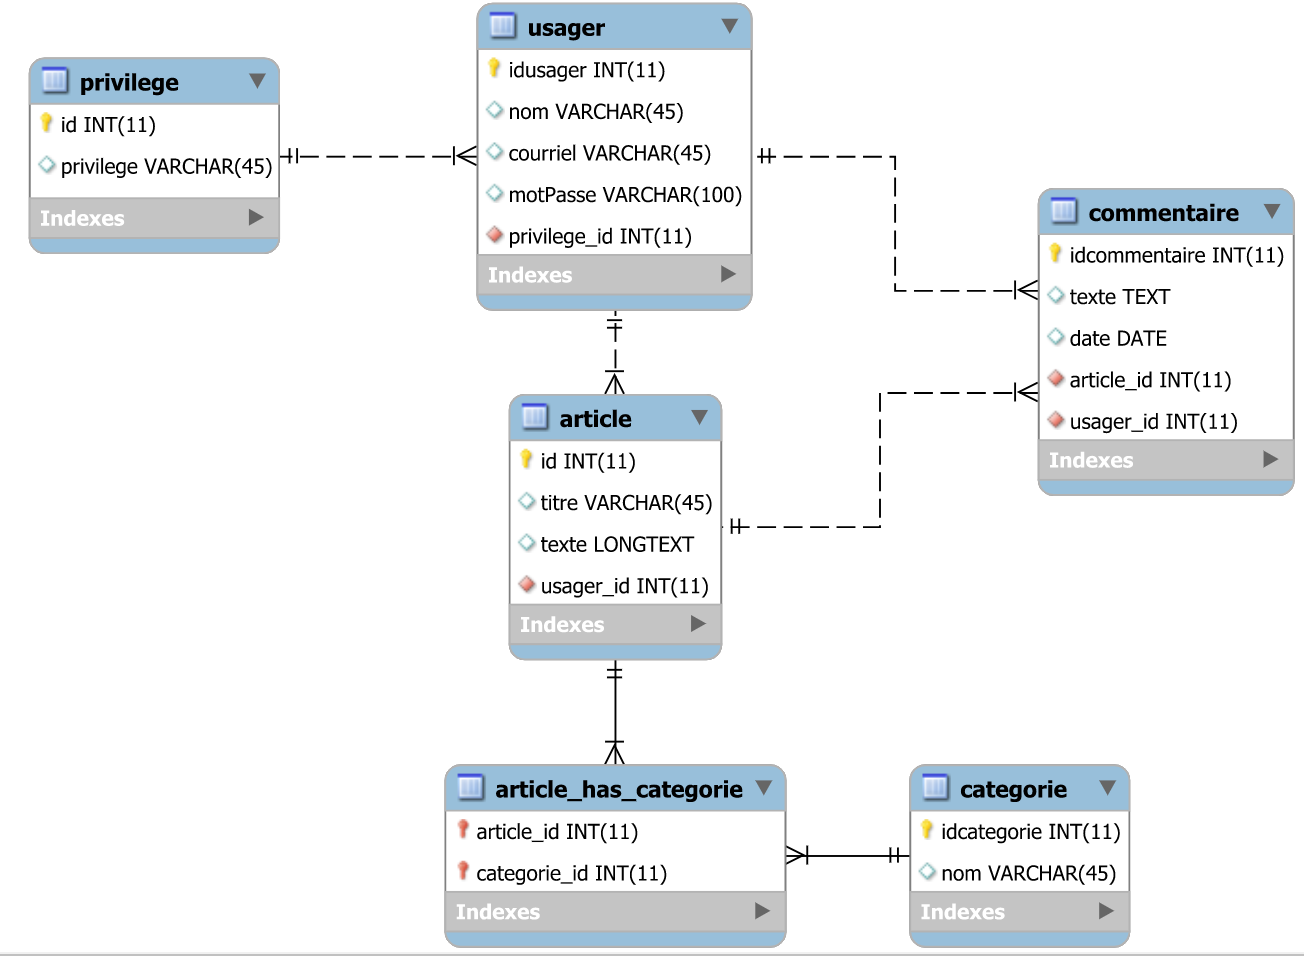 privilege
id INT(11)
privilege VARCHAR(45)
Indexes
usager
idusager INT(11)
nom VARCHAR(45)
courriel VARCHAR(45)
motPasse VARCHAR(100)
privilege_id INT(11)
Indexes
commentaire
idcommentaire INT(11)
texte TEXT
date DATE
article_id INT(11)
usager_id INT(11)
Indexes
article
id INT(11)
titre VARCHAR(45)
texte LONGTEXT
usager_id INT(11)
Indexes
article_has_categorie
article_id INT(11)
categorie_id INT(11)
Indexes
categorie
idcategorie INT(11)
nom VARCHAR(45)
Indexes